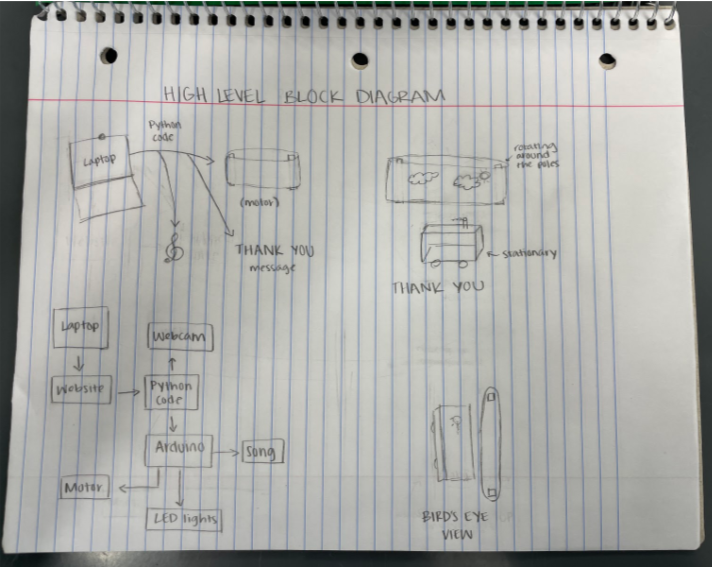 HIGH LEVEL BLOCK DIAGRAM
Python
code
Laptop
(motor)
THANK YOU
message
rotating
around
the poles
stationary
THANK YOU
Laptop
Webcam
Website
Python
code
Arduino
Song
Motor
LED lights
BIRD'S EYE
VIEW